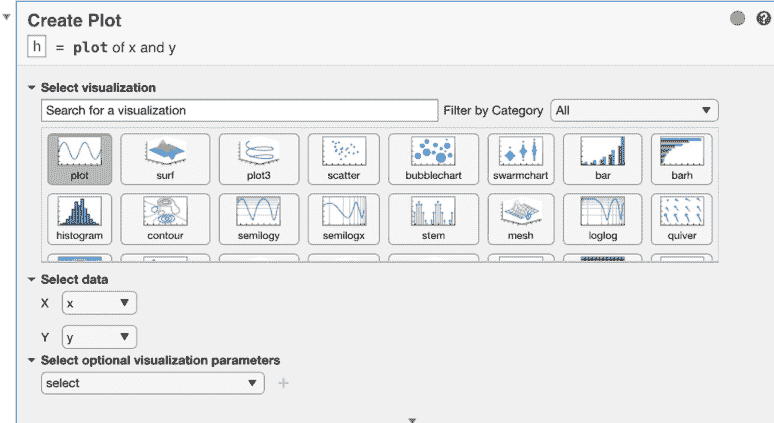 Create Plot
h = plot of x and y
Select visualization
Search for a visualization Filter by Category All
plot surf plot3 scatter bubblechart swarmchart bar barh
histogram contour semilogy semilogx stem mesh loglog quiver
Select data
X x
Y y
Select optional visualization parameters
select +